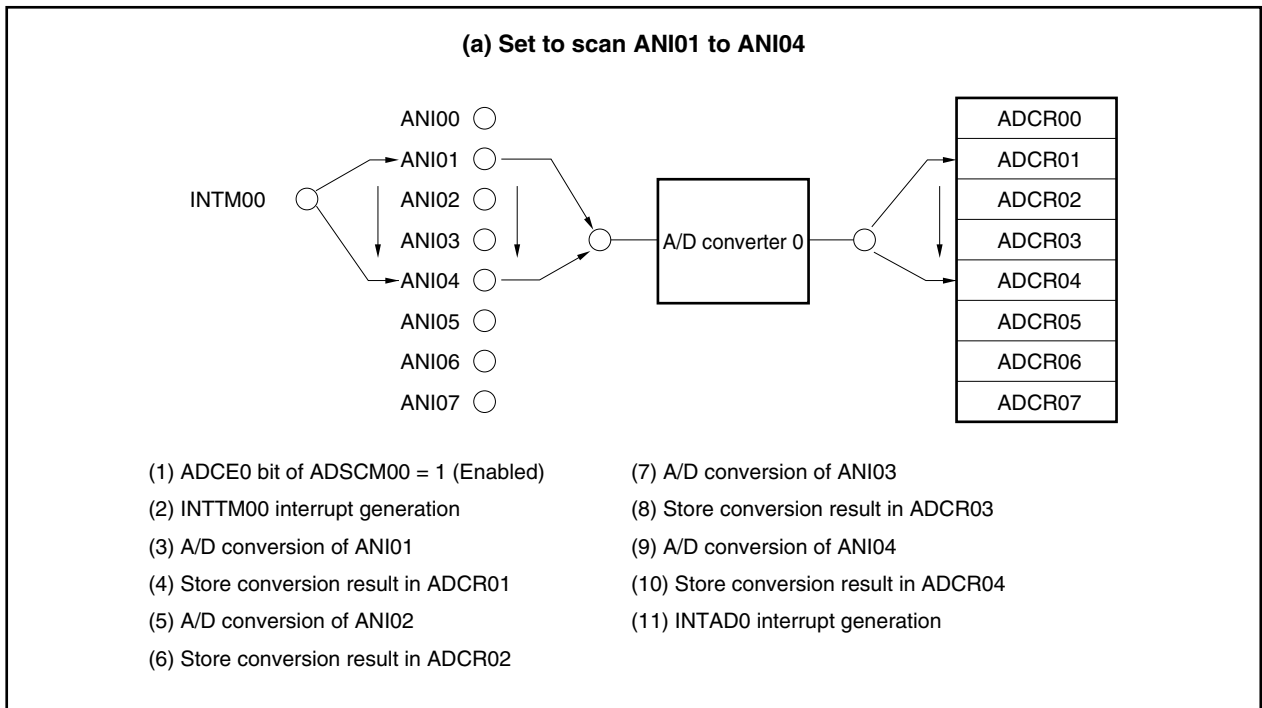 (a) Set to scan ANI01 to ANI04
INTM00
ANI00
ANI01
ANI02
ANI03
ANI04
ANI05
ANI06
ANI07
A/D converter 0
ADCR00
ADCR01
ADCR02
ADCR03
ADCR04
ADCR05
ADCR06
ADCR07
(1) ADCE0 bit of ADSCM00 = 1 (Enabled)
(2) INTTM00 interrupt generation
(3) A/D conversion of ANI01
(4) Store conversion result in ADCR01
(5) A/D conversion of ANI02
(6) Store conversion result in ADCR02
(7) A/D conversion of ANI03
(8) Store conversion result in ADCR03
(9) A/D conversion of ANI04
(10) Store conversion result in ADCR04
(11) INTAD0 interrupt generation